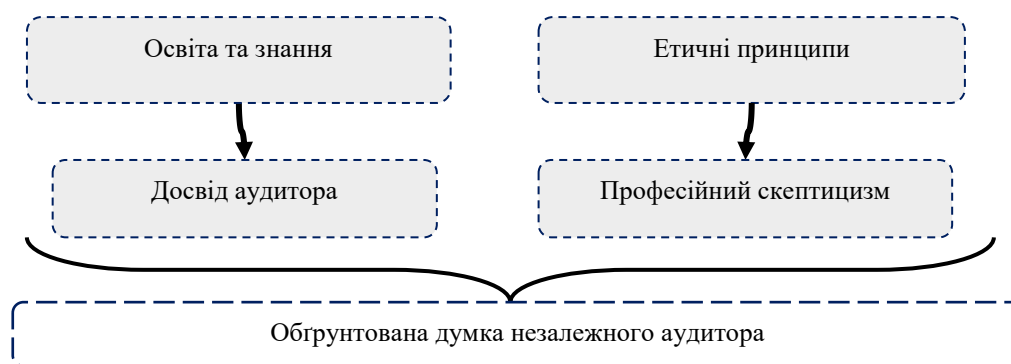 Освіта та знання
Етичні принципи
Досвід аудитора
Професійний скептицизм
Обґрунтована думка незалежного аудитора